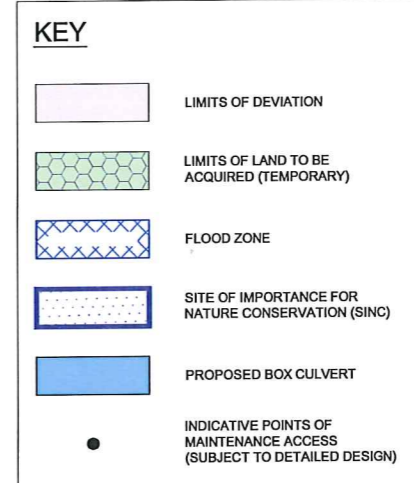 KEY
LIMITS OF DEVIATION
LIMITS OF LAND TO BE
ACQUIRED (TEMPORARY)
FLOOD ZONE
SITE OF IMPORTANCE FOR
NATURE CONSERVATION (SINC)
PROPOSED BOX CULVERT
INDICATIVE POINTS OF
MAINTENANCE ACCESS
(SUBJECT TO DETAILED DESIGN)